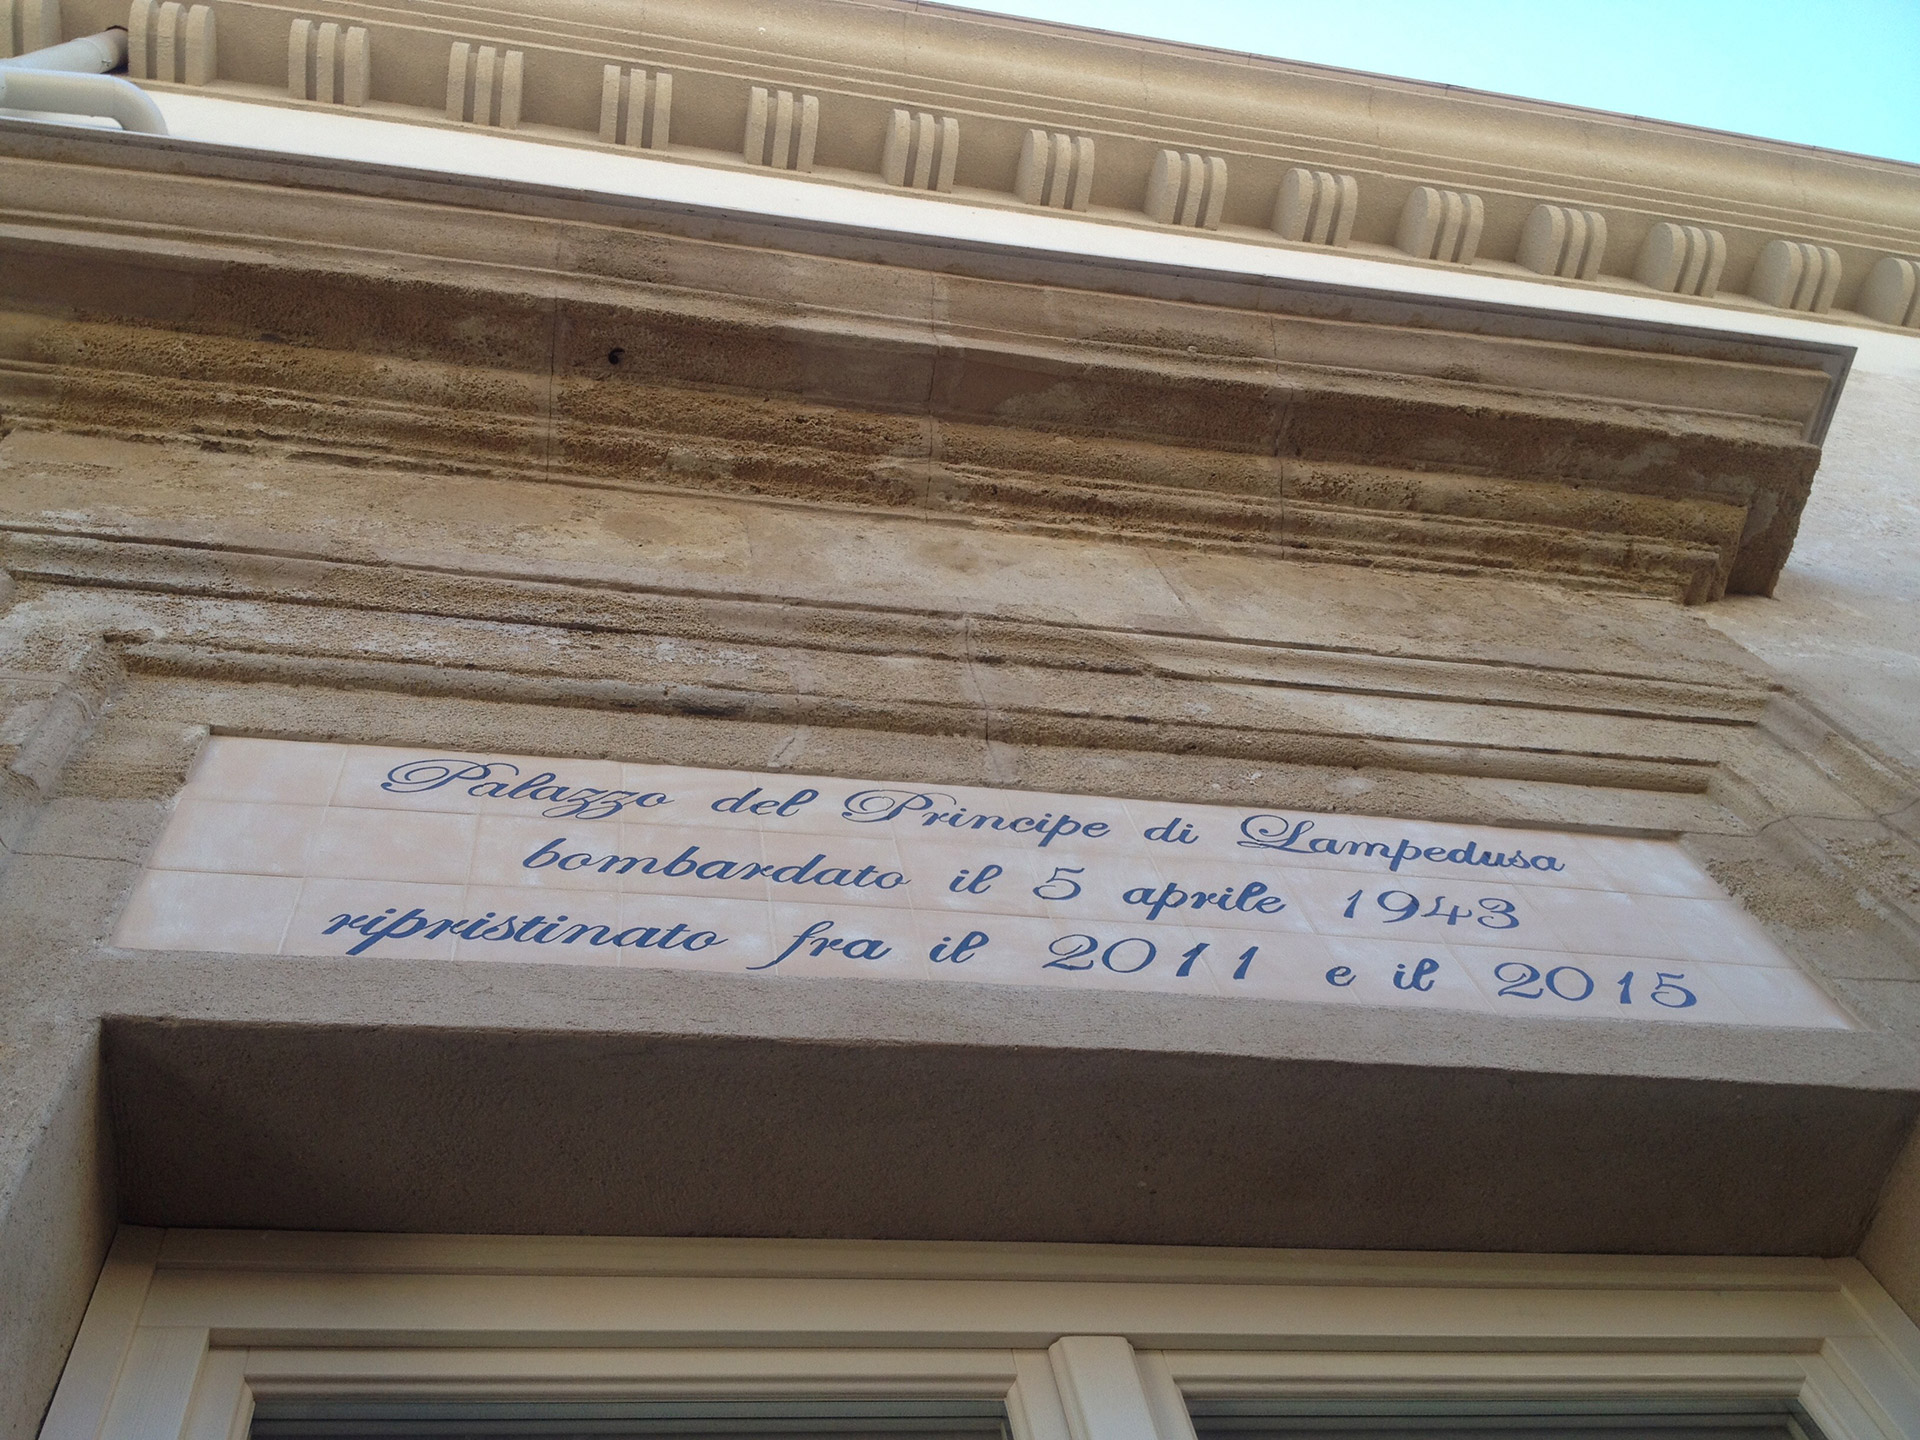 Palazzo del Principe di Lampedusa
bombardato il 5 aprile 1943
ripristinato fra il 2011 e il 2015